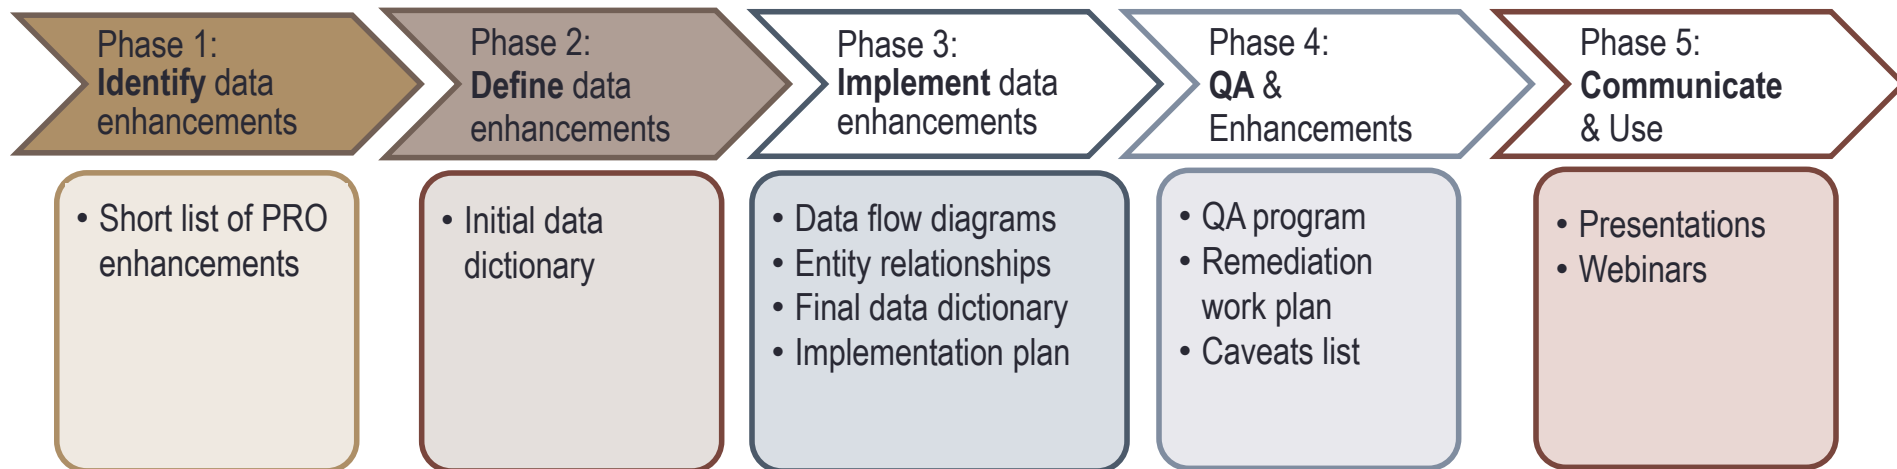 Phase 1:
Identify data
enhancements
Phase 2:
Define data
enhancements
Phase 3:
Implement data
enhancements
Phase 4:
QA &
Enhancements
Phase 5:
Communicate
& Use
• Short list of PRO
enhancements
• Initial data
dictionary
• Data flow diagrams
• Entity relationships
• Final data dictionary
• Implementation plan
• QA program
• Remediation
work plan
• Caveats list
• Presentations
• Webinars